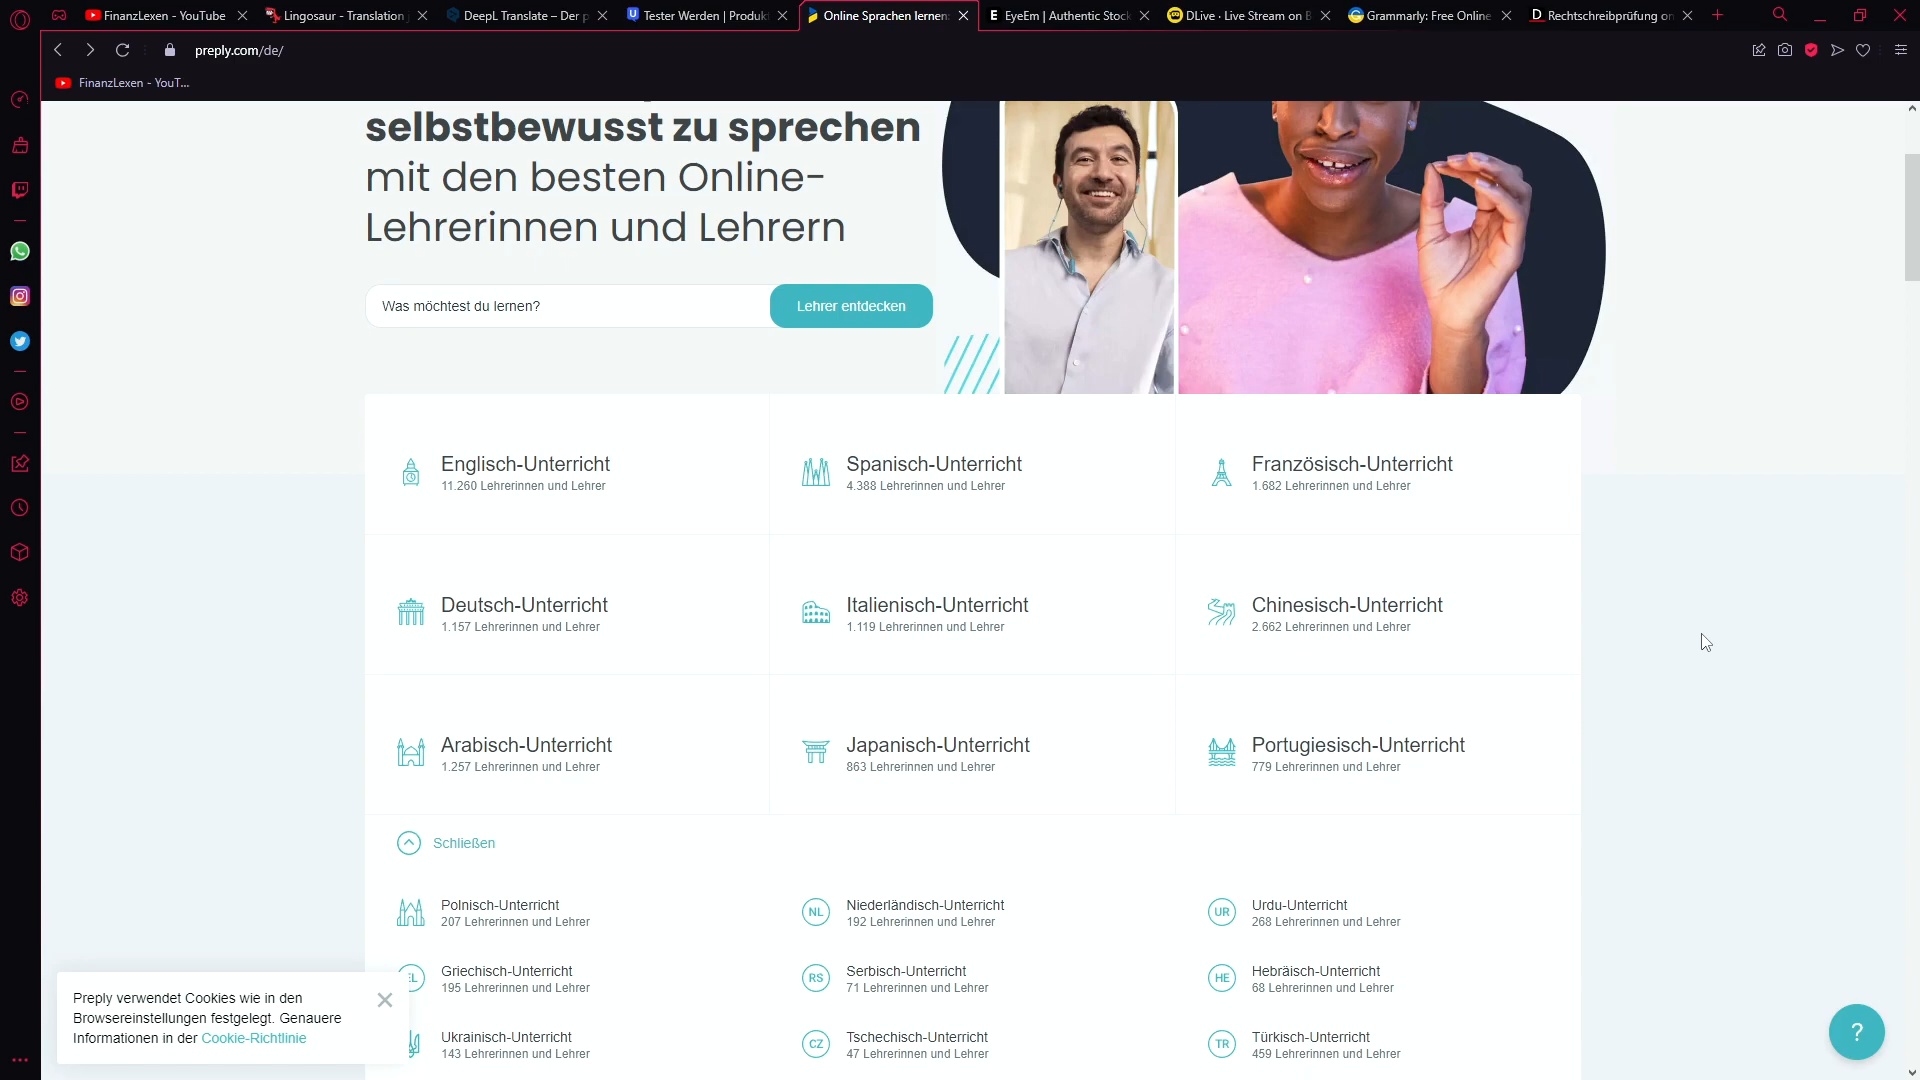 FinanzLexen - YouTube
Lingosaur - Translation
DeepL Translate – Der p
Tester Werden | Produk
Online Sprachen lernen
EyeEm | Authentic Stock
DLive · Live Stream on B
Grammarly: Free Online
Rechtschreibprüfung on
preply.com/de/
FinanzLexen - YouT...
selbstbewusst zu sprechen
mit den besten Online-
Lehrerinnen und Lehrern
Was möchtest du lernen?
Lehrer entdecken
Englisch-Unterricht
11.260 Lehrerinnen und Lehrer
Spanisch-Unterricht
4.388 Lehrerinnen und Lehrer
Französisch-Unterricht
1.682 Lehrerinnen und Lehrer
Deutsch-Unterricht
1.157 Lehrerinnen und Lehrer
Italienisch-Unterricht
1.119 Lehrerinnen und Lehrer
Chinesisch-Unterricht
2.662 Lehrerinnen und Lehrer
Arabisch-Unterricht
1.257 Lehrerinnen und Lehrer
Japanisch-Unterricht
863 Lehrerinnen und Lehrer
Portugiesisch-Unterricht
779 Lehrerinnen und Lehrer
Schließen
Polnisch-Unterricht
207 Lehrerinnen und Lehrer
NL
Niederländisch-Unterricht
192 Lehrerinnen und Lehrer
UR
Urdu-Unterricht
268 Lehrerinnen und Lehrer
EL
Griechisch-Unterricht
195 Lehrerinnen und Lehrer
RS
Serbisch-Unterricht
71 Lehrerinnen und Lehrer
HE
Hebräisch-Unterricht
68 Lehrerinnen und Lehrer
Ukrainisch-Unterricht
143 Lehrerinnen und Lehrer
CZ
Tschechisch-Unterricht
47 Lehrerinnen und Lehrer
TR
Türkisch-Unterricht
459 Lehrerinnen und Lehrer
Preply verwendet Cookies wie in den
Browsereinstellungen festgelegt. Genauere
Informationen in der Cookie-Richtlinie
?